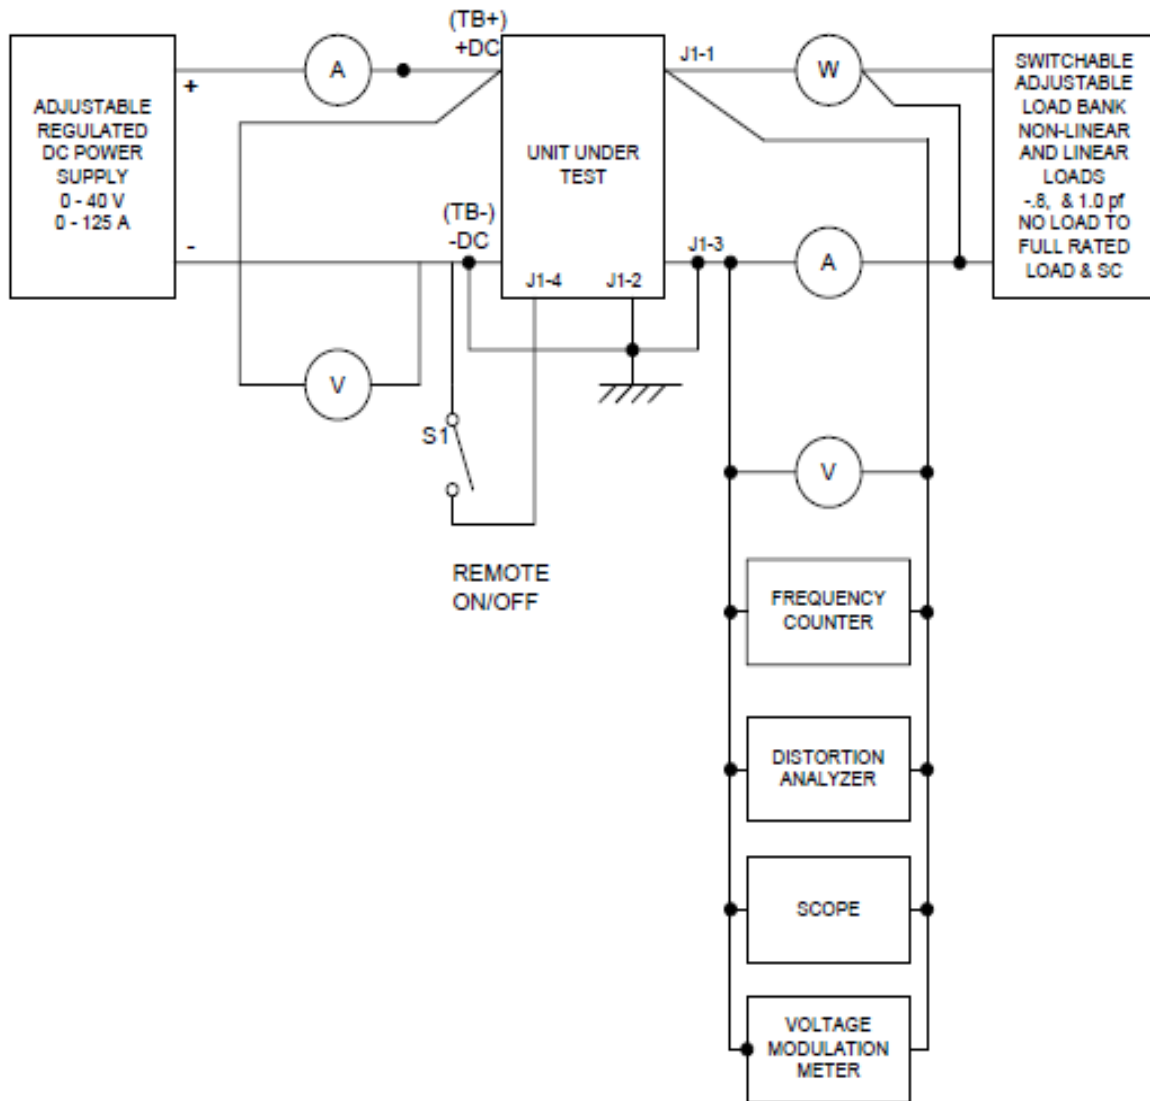 (TB+)
+DC
A
+
ADJUSTABLE
REGULATED
DC POWER
SUPPLY
0 - 40 V
0 - 125 A
-
(TB-)
-DC
UNIT UNDER
TEST
J1-1
W
SWITCHABLE
ADJUSTABLE
LOAD BANK
NON-LINEAR
AND LINEAR
LOADS
-.8, & 1.0 pf
NO LOAD TO
FULL RATED
LOAD & SC
J1-3
A
J1-4
J1-2
V
S1
REMOTE
ON/OFF
V
FREQUENCY
COUNTER
DISTORTION
ANALYZER
SCOPE
VOLTAGE
MODULATION
METER